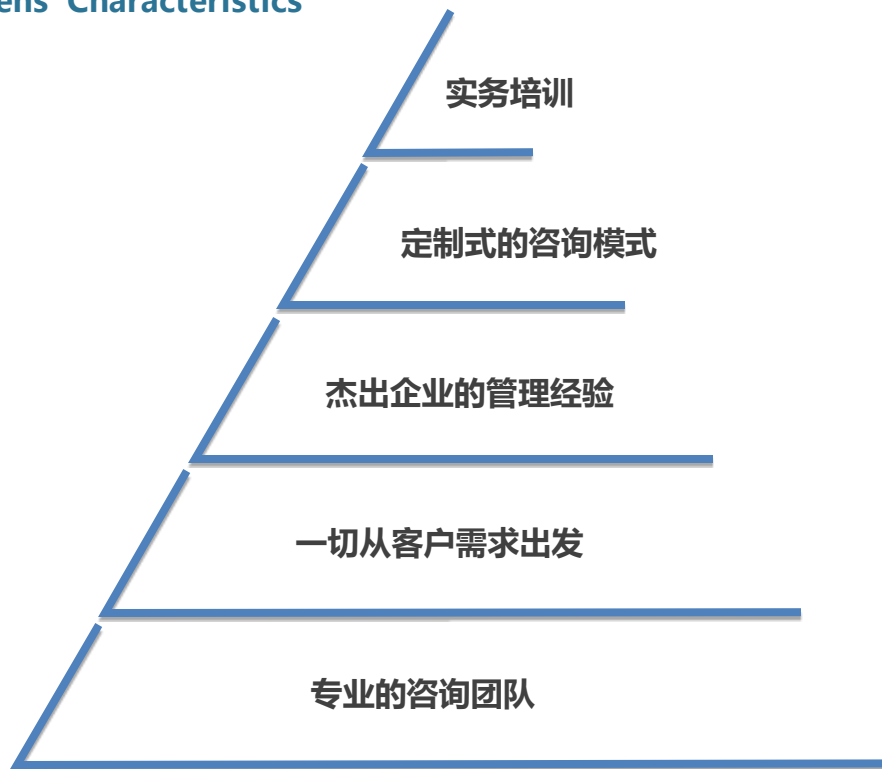 Characteristics
实务培训
定制式的咨询模式
杰出企业的管理经验
一切从客户需求出发
专业的咨询团队